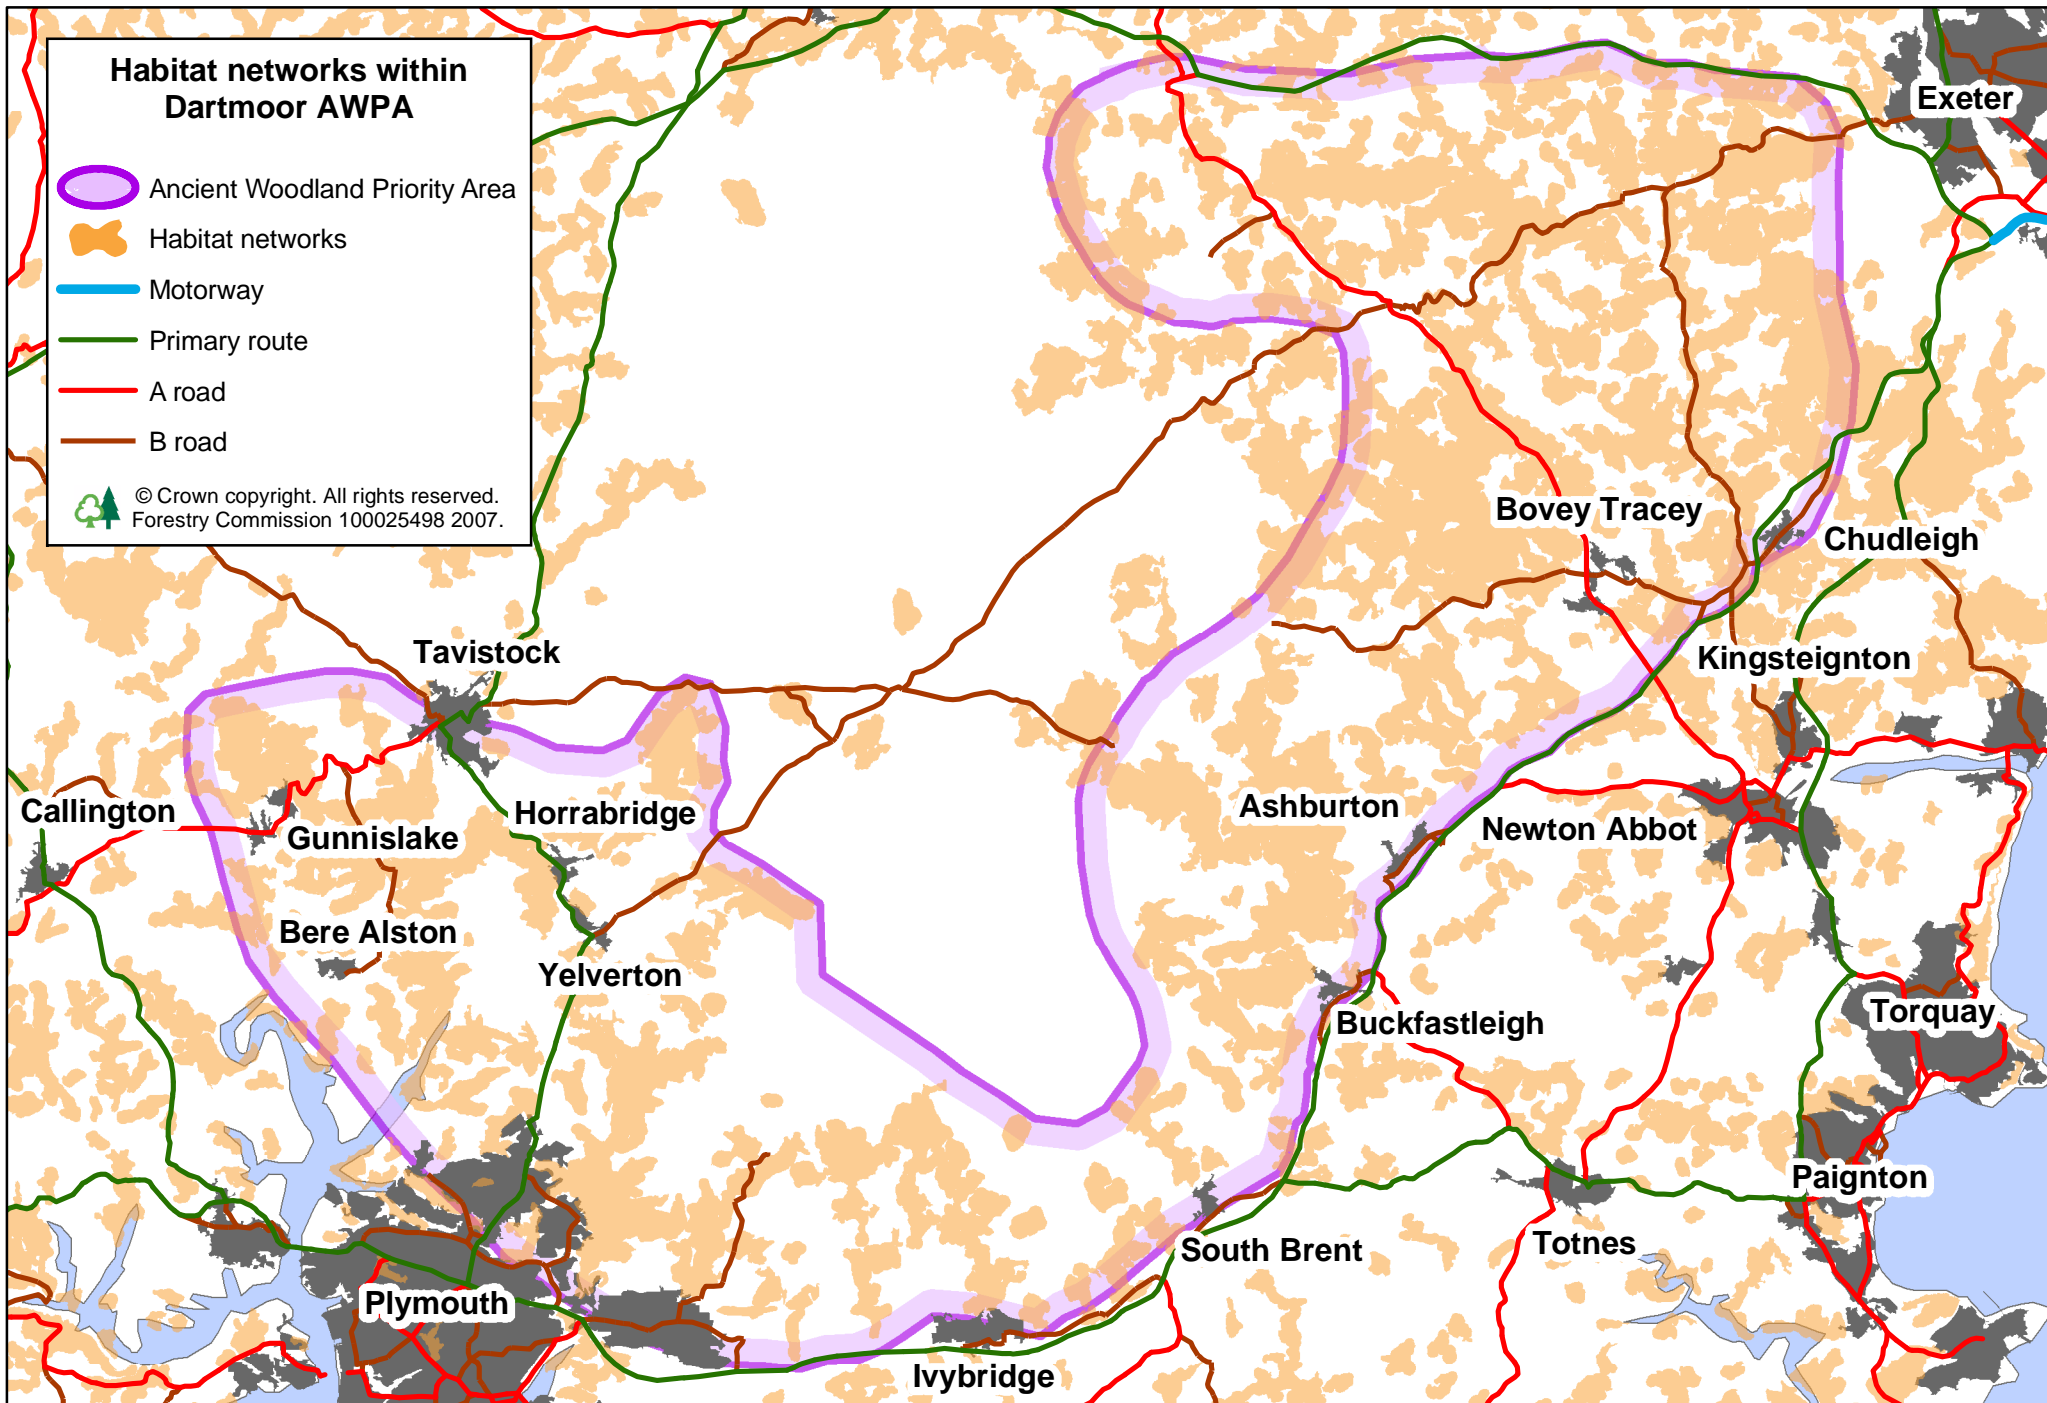 Habitat networks within
Dartmoor AWPA
Ancient Woodland Priority Area
Habitat networks
Motorway
Primary route
A road
B road
© Crown copyright. All rights reserved.
Forestry Commission 100025498 2007.
Exeter
Bovey Tracey
Chudleigh
Tavistock
Kingsteignton
Callington
Gunnislake
Horrabridge
Ashburton
Newton Abbot
Bere Alston
Yelverton
Buckfastleigh
Torquay
Paignton
South Brent
Totnes
Plymouth
Ivybridge